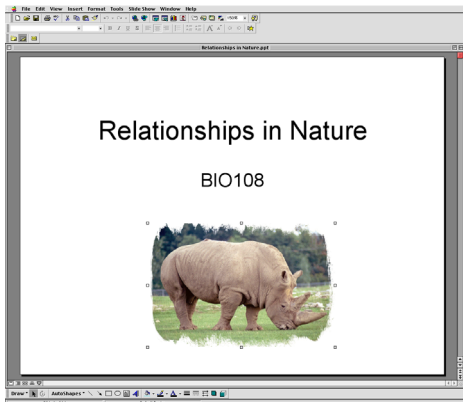 File Edit View Insert Format Tools Slide Show Window Help
Relationships in Nature.ppt
Relationships in Nature
BIO108
Draw AutoShapes